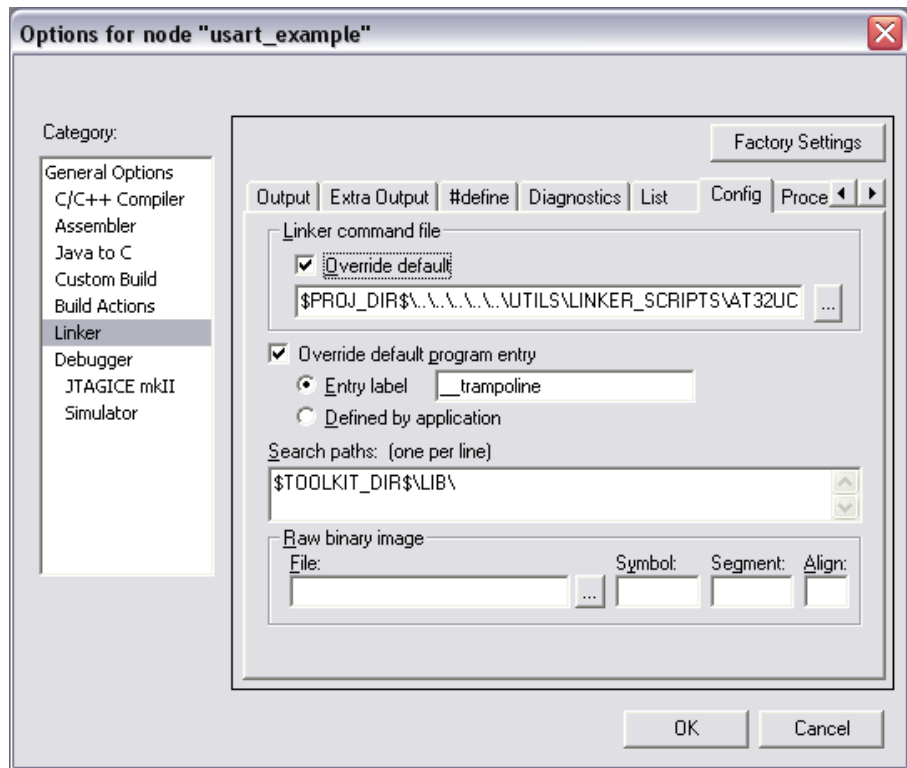 Options for node "usart_example"
Category:
General Options
C/C++ Compiler
Assembler
Java to C
Custom Build
Build Actions
Linker
Debugger
JTAGICE mkII
Simulator
Factory Settings
Output Extra Output #define Diagnostics List Config Proce
Linker command file
Override default
$PROJ_DIR$\..\..\..\..\..\UTILS\LINKER_SCRIPTS\AT32UC
...
Override default program entry
Entry label __trampoline
Defined by application
Search paths: (one per line)
$TOOLKIT_DIR$\LIB\
Raw binary image
File: Symbol: Segment: Align:
...
OK Cancel